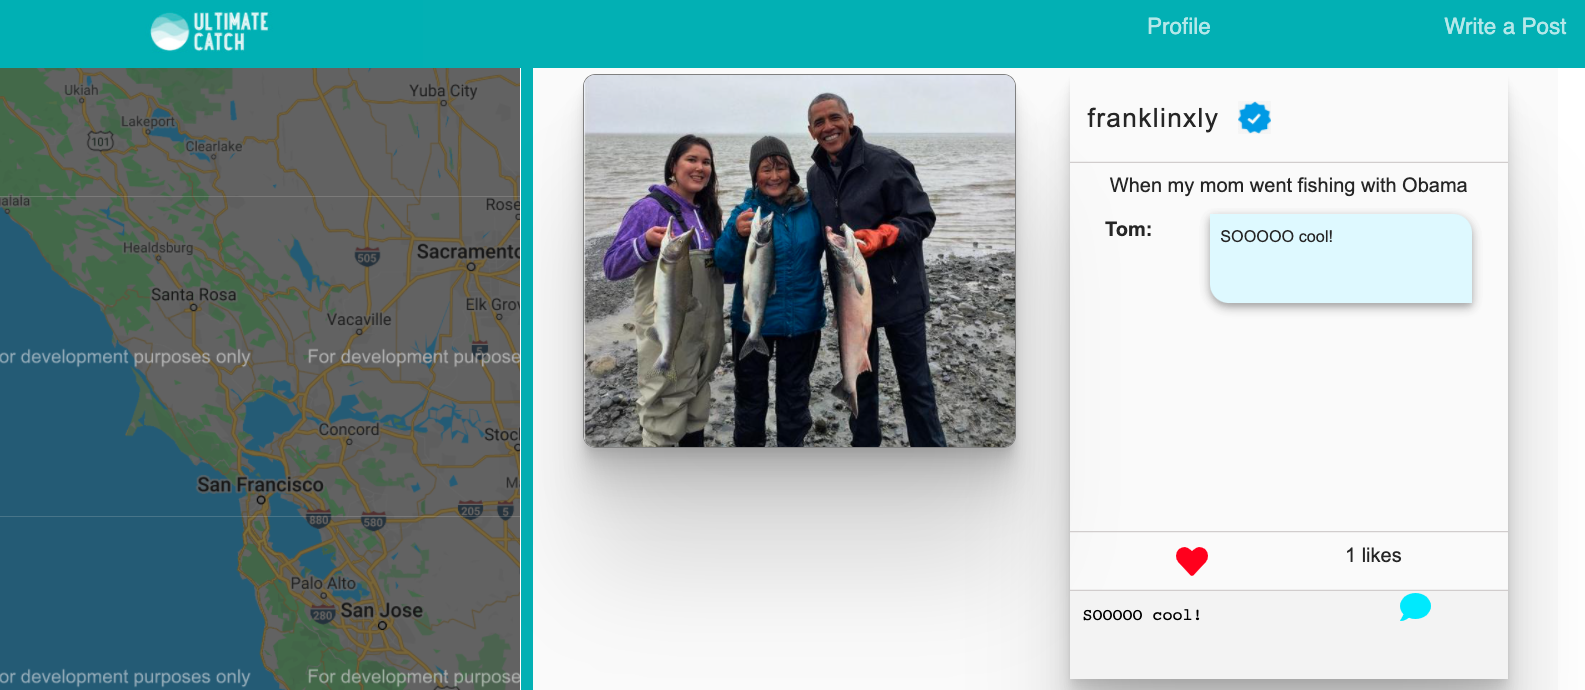 ULTIMATE
CATCH
Profile
Write a Post
Ukiah
Yuba City
Lakeport
101
Clearlake
alala
Rose
Healdsburg
505
Sacramento
Santa Rosa
Elk Grov
Vacaville
5
or development purposes only
For development purpose
Concord
Stoc
San Francisco
M
880
580
205
5
Palo Alto
280
San Jose
or development purposes only
For development purpose
franklinxly
When my mom went fishing with Obama
Tom:
SOOOOO cool!
1 likes
SOOOOO cool!